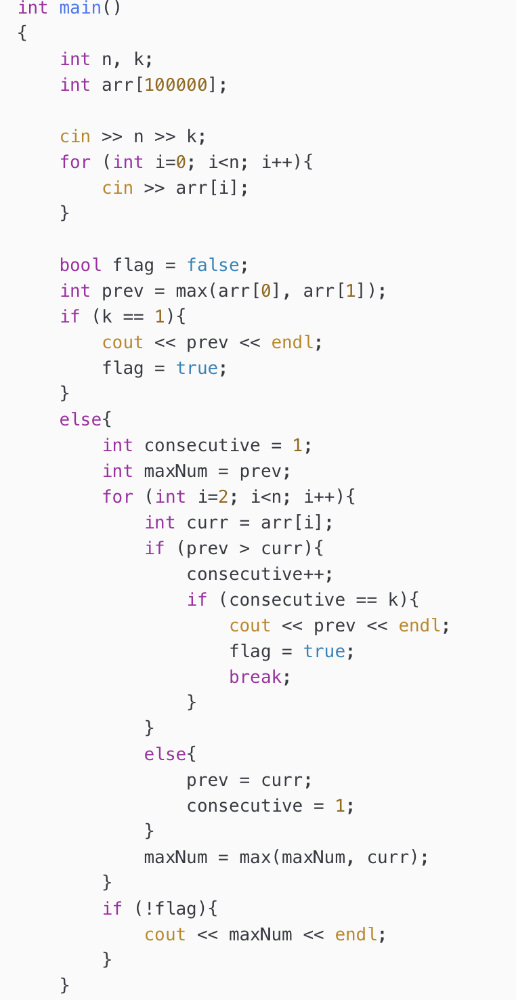 int main()
{
    int n, k;
    int arr[100000];

    cin >> n >> k;
    for (int i=0; i<n; i++){
        cin >> arr[i];
    }

    bool flag = false;
    int prev = max(arr[0], arr[1]);
    if (k == 1){
        cout << prev << endl;
        flag = true;
    }
    else{
        int consecutive = 1;
        int maxNum = prev;
        for (int i=2; i<n; i++){
            int curr = arr[i];
            if (prev > curr){
                consecutive++;
                if (consecutive == k){
                    cout << prev << endl;
                    flag = true;
                    break;
                }
            }
            else{
                prev = curr;
                consecutive = 1;
            }
            maxNum = max(maxNum, curr);
        }
        if (!flag){
            cout << maxNum << endl;
        }
    }